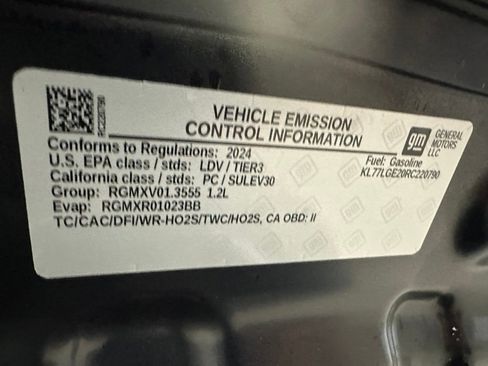 VEHICLE EMISSION
CONTROL INFORMATION
gm GENERAL MOTORS LLC
Conforms to Regulations: 2024
Fuel: Gasoline
U.S. EPA class / stds: LDV / TIER3
KL77LGE20RC220790
California class / stds: PC / SULEV30
Group: RGMXV01.3555 1.2L
Evap: RGMXR01023BB
TC/CAC/DFI/WR-HO2S/TWC/HO2S, CA OBD: II